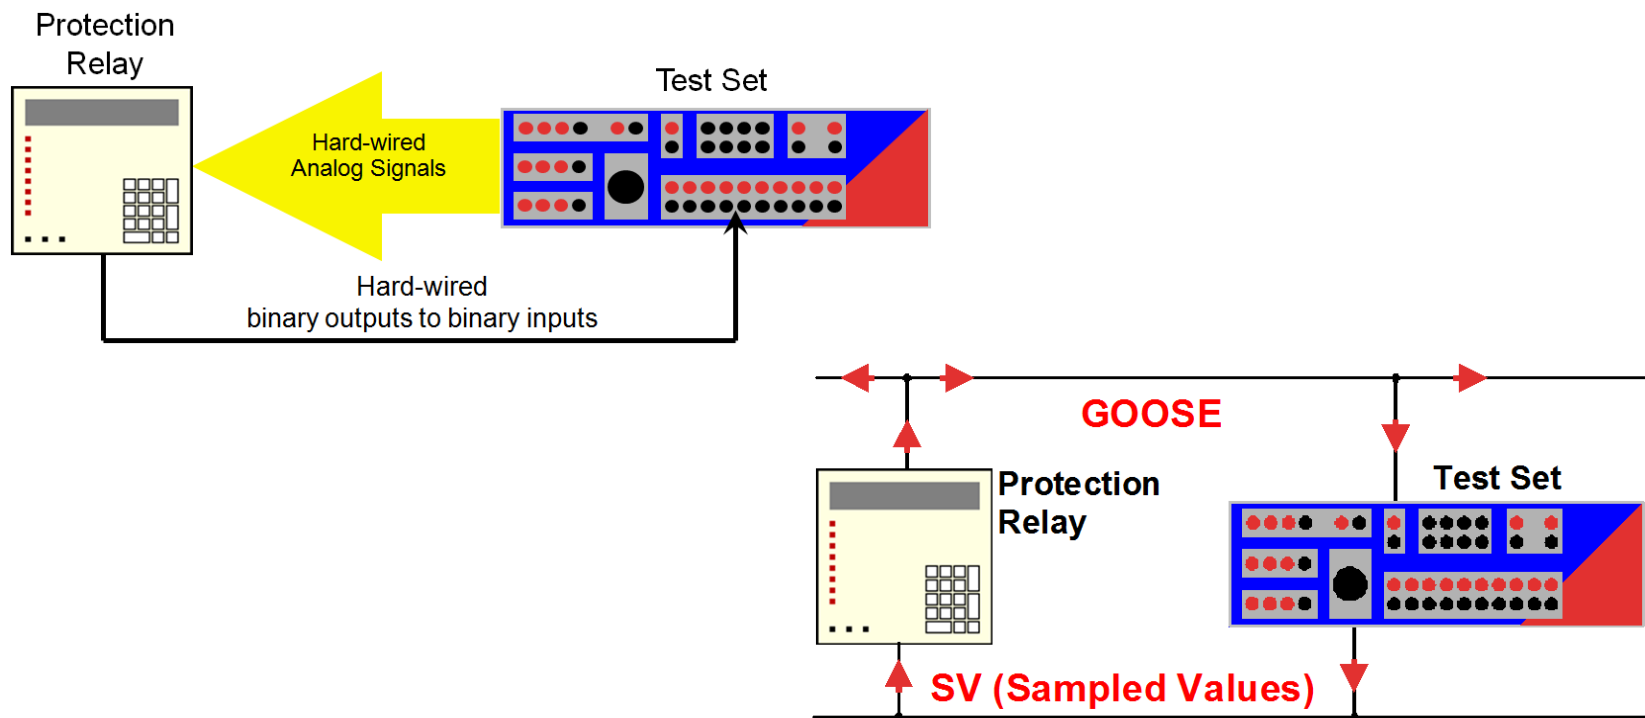 Protection
Relay
Test Set
Hard-wired
Analog Signals
Hard-wired
binary outputs to binary inputs
GOOSE
Protection
Relay
Test Set
SV (Sampled Values)